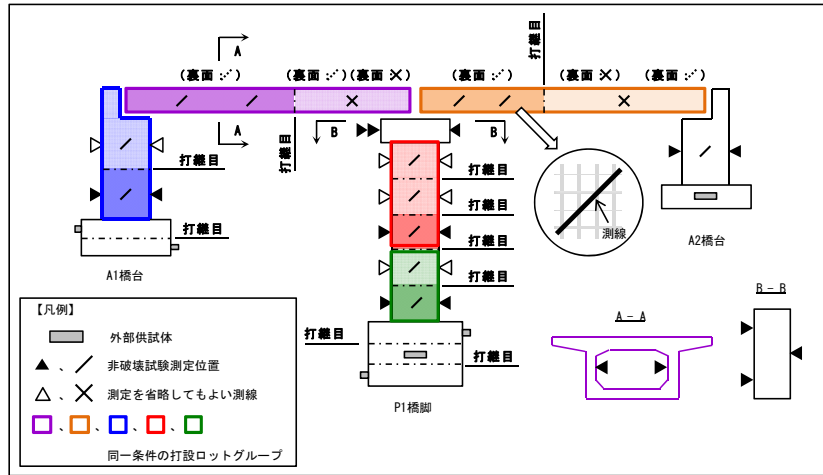 打継目
(裏面 ⋰)
(裏面 ⋰)
(裏面 ×)
(裏面 ⋰)
(裏面 ×)
(裏面 ⋰)
A
A
打継目
B
B
打継目
打継目
打継目
打継目
打継目
打継目
打継目
打継目
測線
A1橋台
P1橋脚
A2橋台
A - A
B - B
【凡例】
外部供試体
▲ 、 ／ 非破壊試験測定位置
△ 、 × 測定を省略してもよい測線
□、□、□、□、□
同一条件の打設ロットグループ